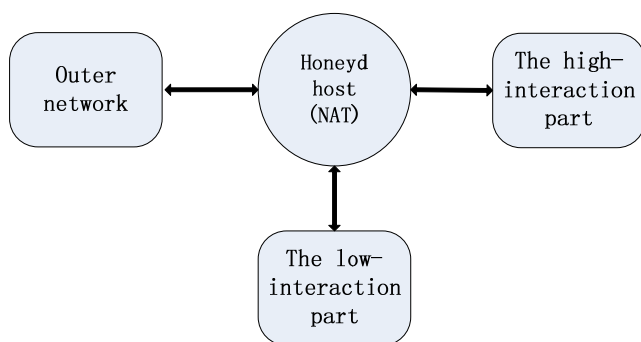 Outer
network
Honeyd
host
(NAT)
The high-
interaction
part
The low-
interaction
part